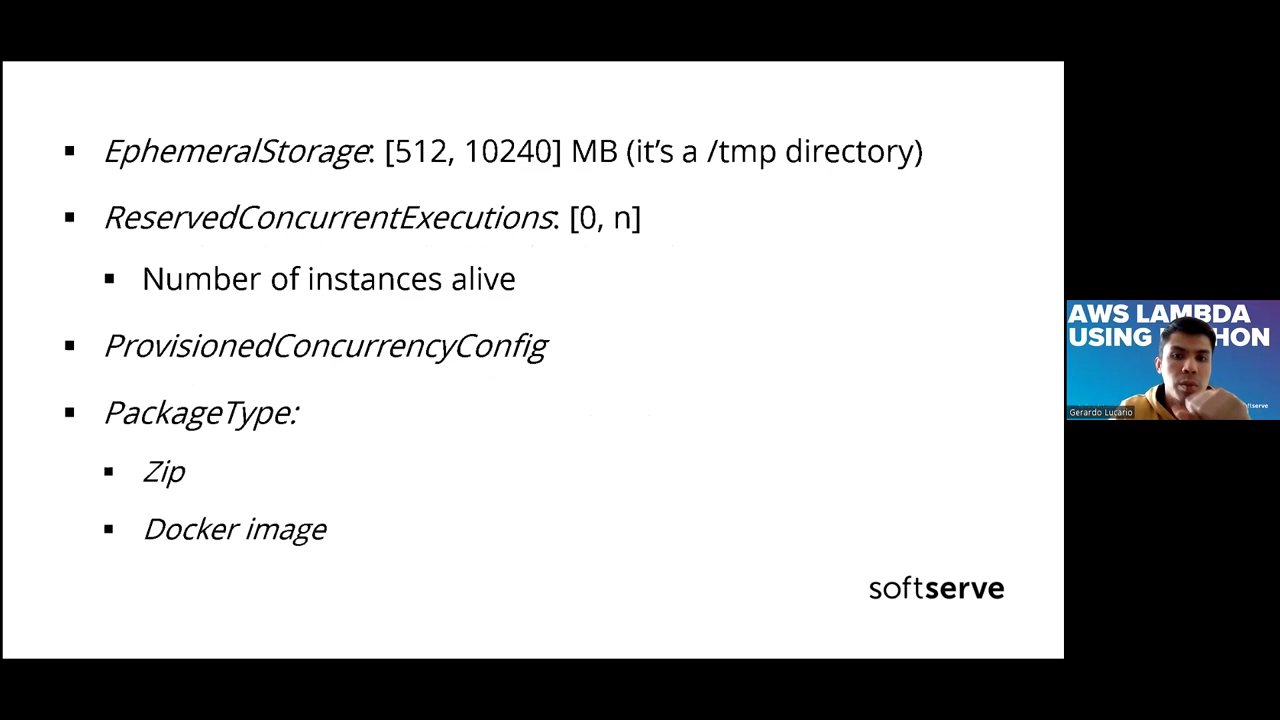 EphemeralStorage: [512, 10240] MB (it’s a /tmp directory)
ReservedConcurrentExecutions: [0, n]
Number of instances alive
ProvisionedConcurrencyConfig
PackageType:
Zip
Docker image
softserve
AWS LAMBDA
USING
Gerardo Lucario